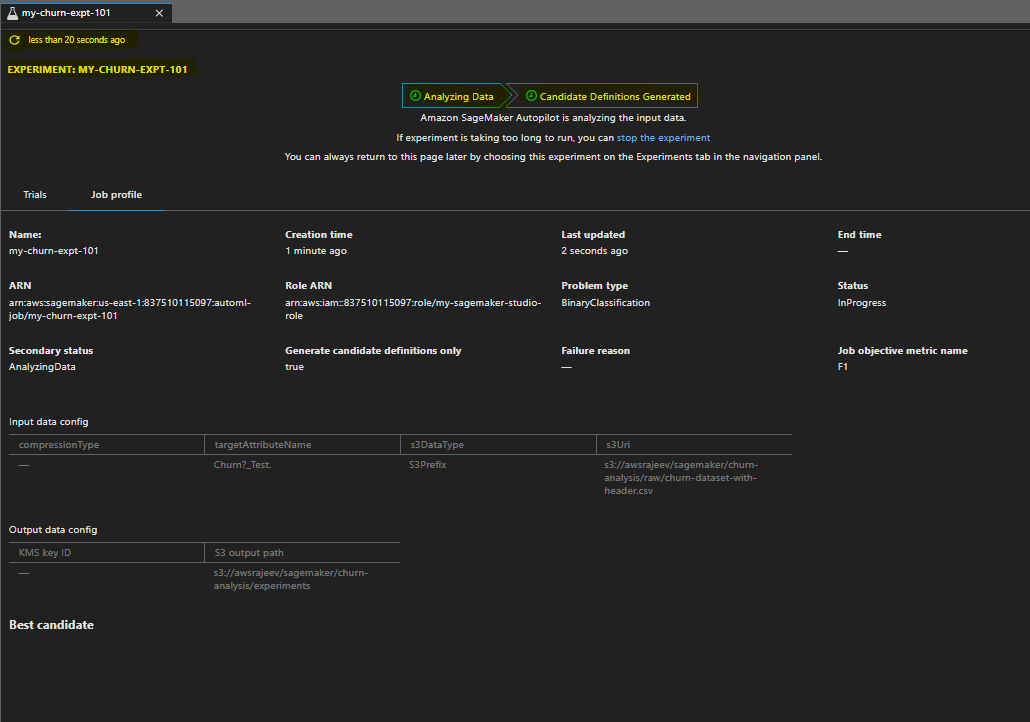 my-churn-expt-101
less than 20 seconds ago
EXPERIMENT: MY-CHURN-EXPT-101
Analyzing Data Candidate Definitions Generated
Amazon SageMaker Autopilot is analyzing the input data.
If experiment is taking too long to run, you can stop the experiment
You can always return to this page later by choosing this experiment on the Experiments tab in the navigation panel.
Trials Job profile
Name: Creation time Last updated End time
my-churn-expt-101 1 minute ago 2 seconds ago —
ARN Role ARN Problem type Status
arn:aws:sagemaker:us-east-1:837510115097:automl- arn:aws:iam::837510115097:role/my-sagemaker-studio- BinaryClassification InProgress
job/my-churn-expt-101 role
Secondary status Generate candidate definitions only Failure reason Job objective metric name
AnalyzingData true — F1
Input data config
compressionType targetAttributeName s3DataType s3Uri
— Churn?_Test. S3Prefix s3://awsrajeev/sagemaker/churn-
analysis/raw/churn-dataset-with-
header.csv
Output data config
KMS key ID S3 output path
— s3://awsrajeev/sagemaker/churn-
analysis/experiments
Best candidate